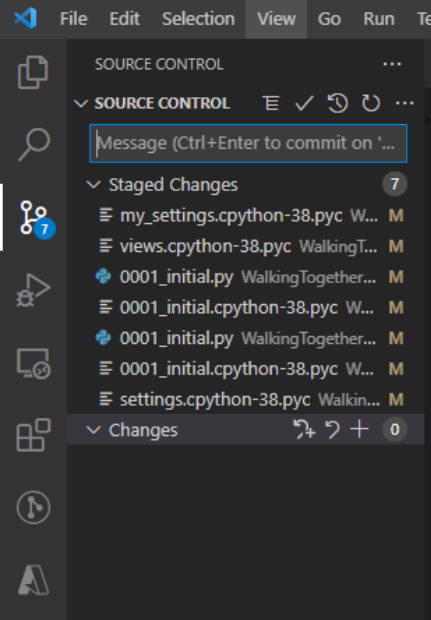 File Edit Selection View Go Run Te
SOURCE CONTROL
SOURCE CONTROL
Message (Ctrl+Enter to commit on '...
Staged Changes 7
my_settings.cpython-38.pyc W... M
views.cpython-38.pyc WalkingT... M
0001_initial.py WalkingTogether... M
0001_initial.cpython-38.pyc W... M
0001_initial.py WalkingTogether... M
0001_initial.cpython-38.pyc W... M
settings.cpython-38.pyc Walkin... M
Changes 0
7